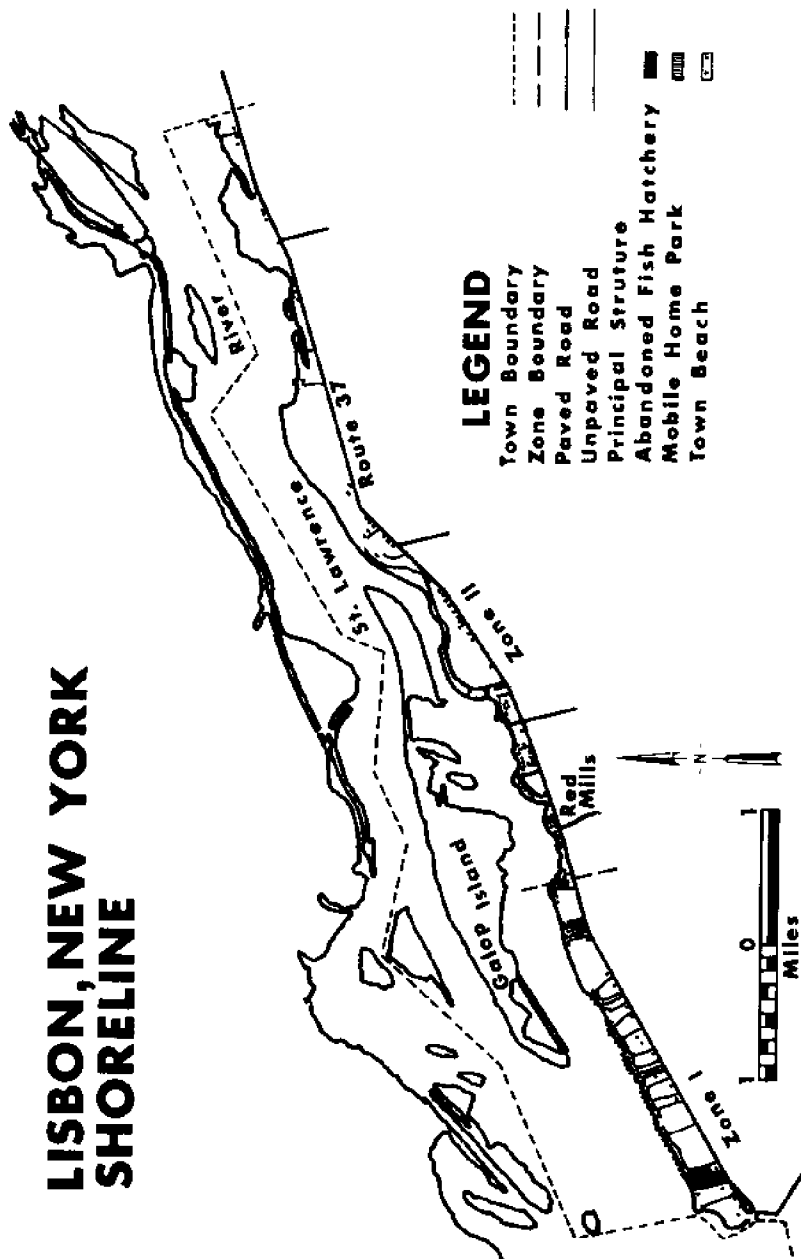 LISBON, NEW YORK
SHORELINE
River
St. Lawrence
Route 37
Galop Island
Zone II
Red
Mills
Zone I
N
1 0 1
Miles
LEGEND
Town Boundary
Zone Boundary
Paved Road
Unpaved Road
Principal Struture
Abandoned Fish Hatchery
Mobile Home Park
Town Beach